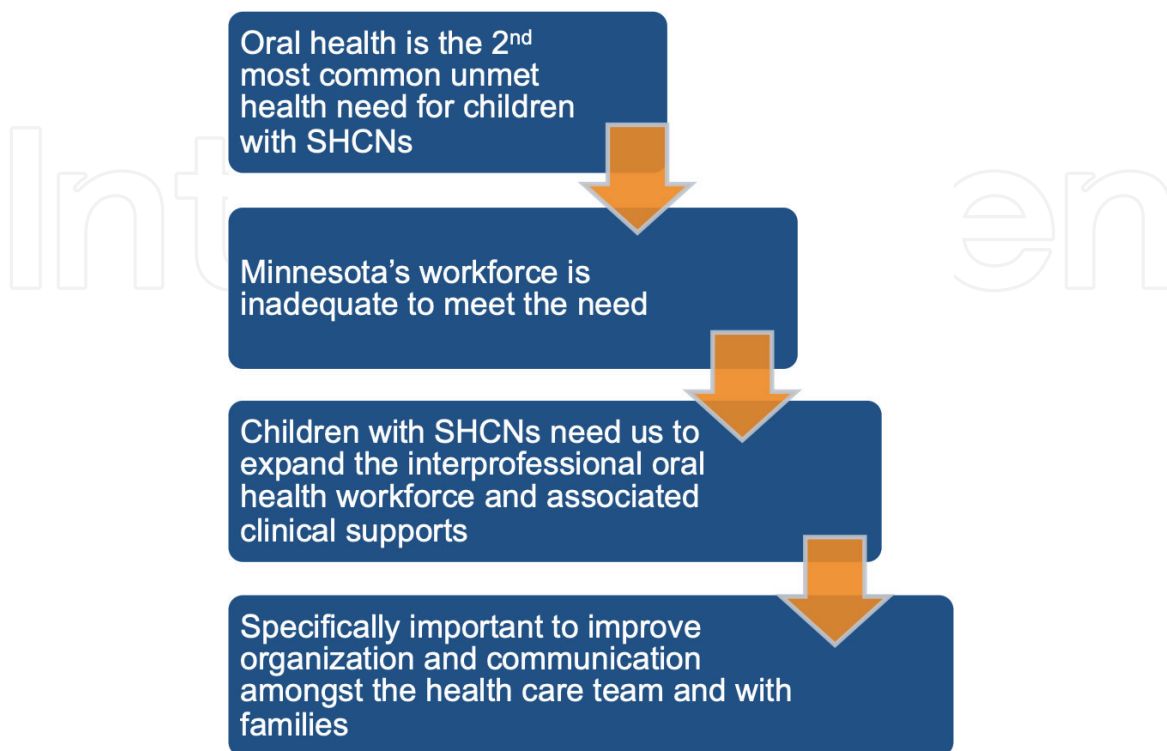 Oral health is the 2nd
most common unmet
health need for children
with SHCNs
Minnesota’s workforce is
inadequate to meet the need
Children with SHCNs need us to
expand the interprofessional oral
health workforce and associated
clinical supports
Specifically important to improve
organization and communication
amongst the health care team and with
families